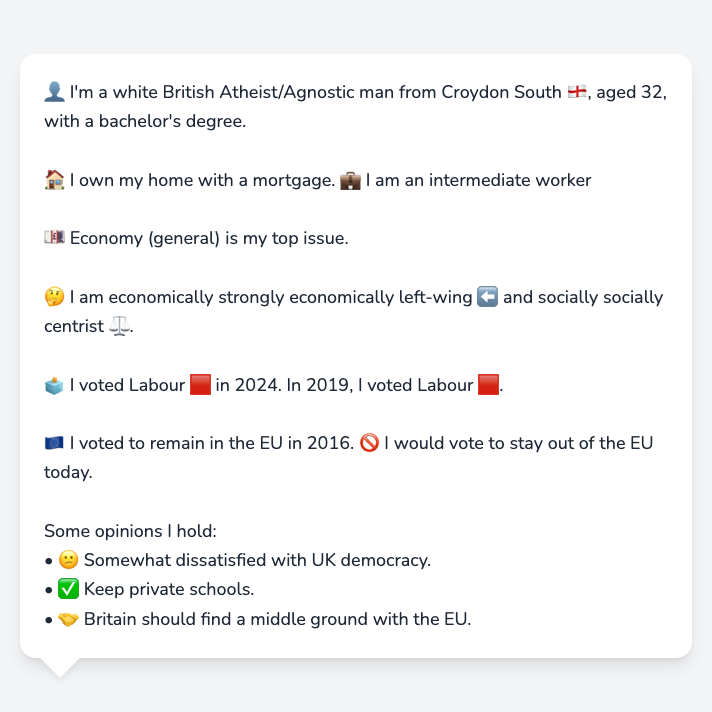 👤 I'm a white British Atheist/Agnostic man from Croydon South 🏴󠁧󠁢󠁥󠁮󠁧󠁿, aged 32,
with a bachelor's degree.
🏠 I own my home with a mortgage. 💼 I am an intermediate worker
💷 Economy (general) is my top issue.
🤔 I am economically strongly economically left-wing ⬅️ and socially socially
centrist ⚖️.
🗳️ I voted Labour 🟥 in 2024. In 2019, I voted Labour 🟥.
🇪🇺 I voted to remain in the EU in 2016. 🚫 I would vote to stay out of the EU
today.
Some opinions I hold:
• 🙁 Somewhat dissatisfied with UK democracy.
• ✅ Keep private schools.
• 🤝 Britain should find a middle ground with the EU.